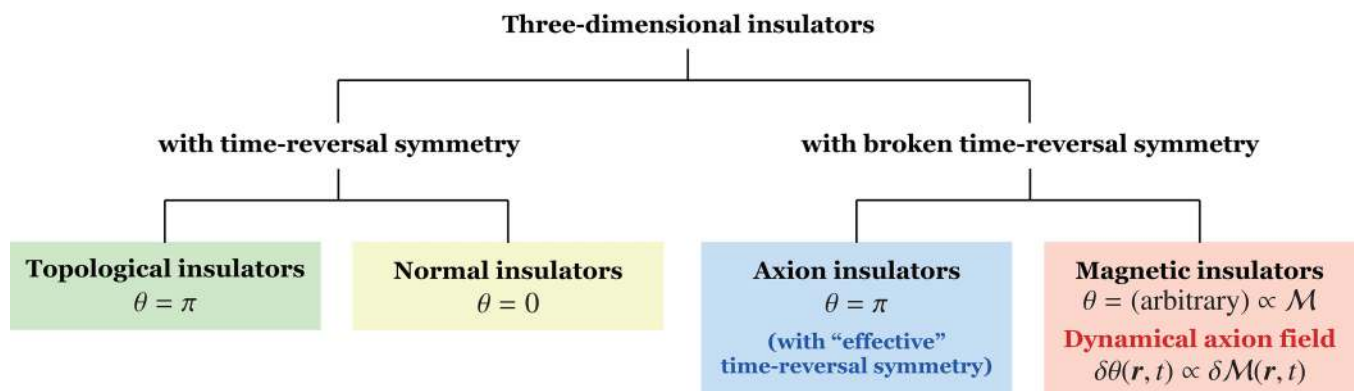 Three-dimensional insulators
with time-reversal symmetry
with broken time-reversal symmetry
Topological insulators
θ = π
Normal insulators
θ = 0
Axion insulators
θ = π
(with “effective”
time-reversal symmetry)
Magnetic insulators
θ = (arbitrary) ∝ ℳ
Dynamical axion field
δθ(r, t) ∝ δℳ(r, t)